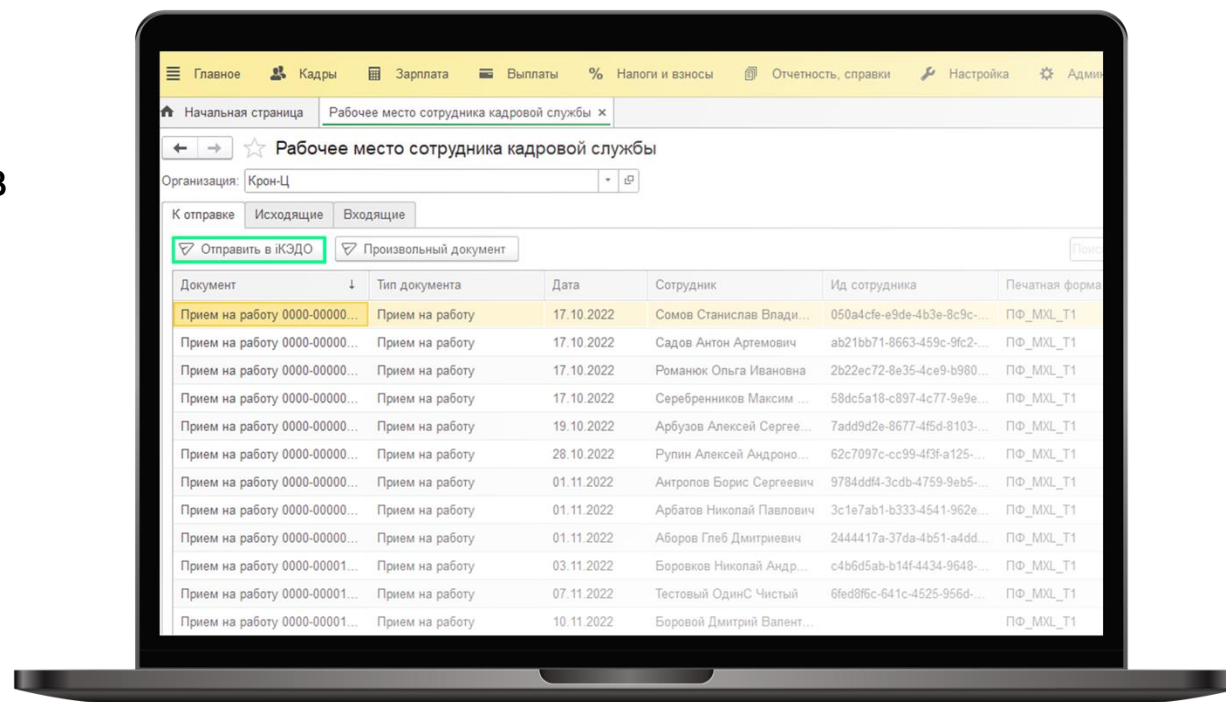 Главное Кадры Зарплата Выплаты % Налоги и взносы Отчетность, справки Настройка Админ
Начальная страница Рабочее место сотрудника кадровой службы ×
Рабочее место сотрудника кадровой службы
в
Организация: Крон-Ц
К отправке Исходящие Входящие
Отправить в iКЭДО Произвольный документ Поис
Документ ↓ Тип документа Дата Сотрудник Ид сотрудника Печатная форма
Прием на работу 0000-00000... Прием на работу 17.10.2022 Сомов Станислав Влади... 050a4cfe-e9de-4b3e-8c9c-... ПФ_MXL_T1
Прием на работу 0000-00000... Прием на работу 17.10.2022 Садов Антон Артемович ab21bb71-8663-459c-9fc2-... ПФ_MXL_T1
Прием на работу 0000-00000... Прием на работу 17.10.2022 Романюк Ольга Ивановна 2b22ec72-8e35-4ce9-b980... ПФ_MXL_T1
Прием на работу 0000-00000... Прием на работу 17.10.2022 Серебренников Максим ... 58dc5a18-c897-4c77-9e9e... ПФ_MXL_T1
Прием на работу 0000-00000... Прием на работу 19.10.2022 Арбузов Алексей Сергее... 7add9d2e-8677-4f5d-8103-... ПФ_MXL_T1
Прием на работу 0000-00000... Прием на работу 28.10.2022 Рупин Алексей Андроно... 62c7097c-cc99-4f3f-a125-... ПФ_MXL_T1
Прием на работу 0000-00000... Прием на работу 01.11.2022 Антропов Борис Сергеевич 9784ddf4-3cdb-4759-9eb5-... ПФ_MXL_T1
Прием на работу 0000-00000... Прием на работу 01.11.2022 Арбатов Николай Павлович 3c1e7ab1-b333-4541-962e... ПФ_MXL_T1
Прием на работу 0000-00000... Прием на работу 01.11.2022 Аборов Глеб Дмитриевич 2444417a-37da-4b51-a4dd... ПФ_MXL_T1
Прием на работу 0000-00001... Прием на работу 03.11.2022 Боровков Николай Андр... c4b6d5ab-b14f-4434-9648-... ПФ_MXL_T1
Прием на работу 0000-00001... Прием на работу 07.11.2022 Тестовый ОдинС Чистый 6fed8f6c-641c-4525-956d-... ПФ_MXL_T1
Прием на работу 0000-00001... Прием на работу 10.11.2022 Боровой Дмитрий Валент... ПФ_MXL_T1